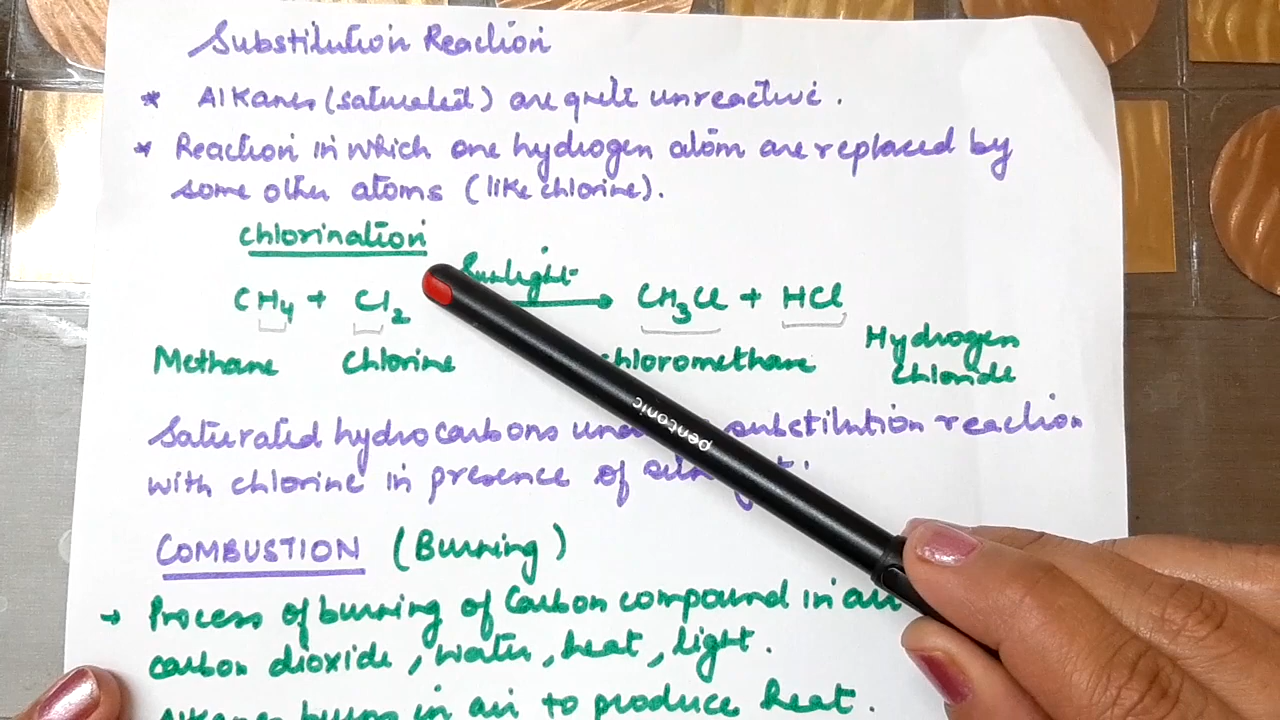 Substitution Reaction
* Alkanes (saturated) are quite unreactive.
* Reaction in which one hydrogen atom are replaced by
some other atoms (like chlorine).
chlorination
Sunlight
CH4 + Cl2 → CH3Cl + HCl
Methane Chlorine chloromethane Hydrogen
Chloride
Saturated hydrocarbons substitution reaction
with chlorine in presence of
pentonic
COMBUSTION (Burning)
→ Process of burning of Carbon compound in air
carbon dioxide, water, heat, light.
Alkanes burns in air to produce heat.